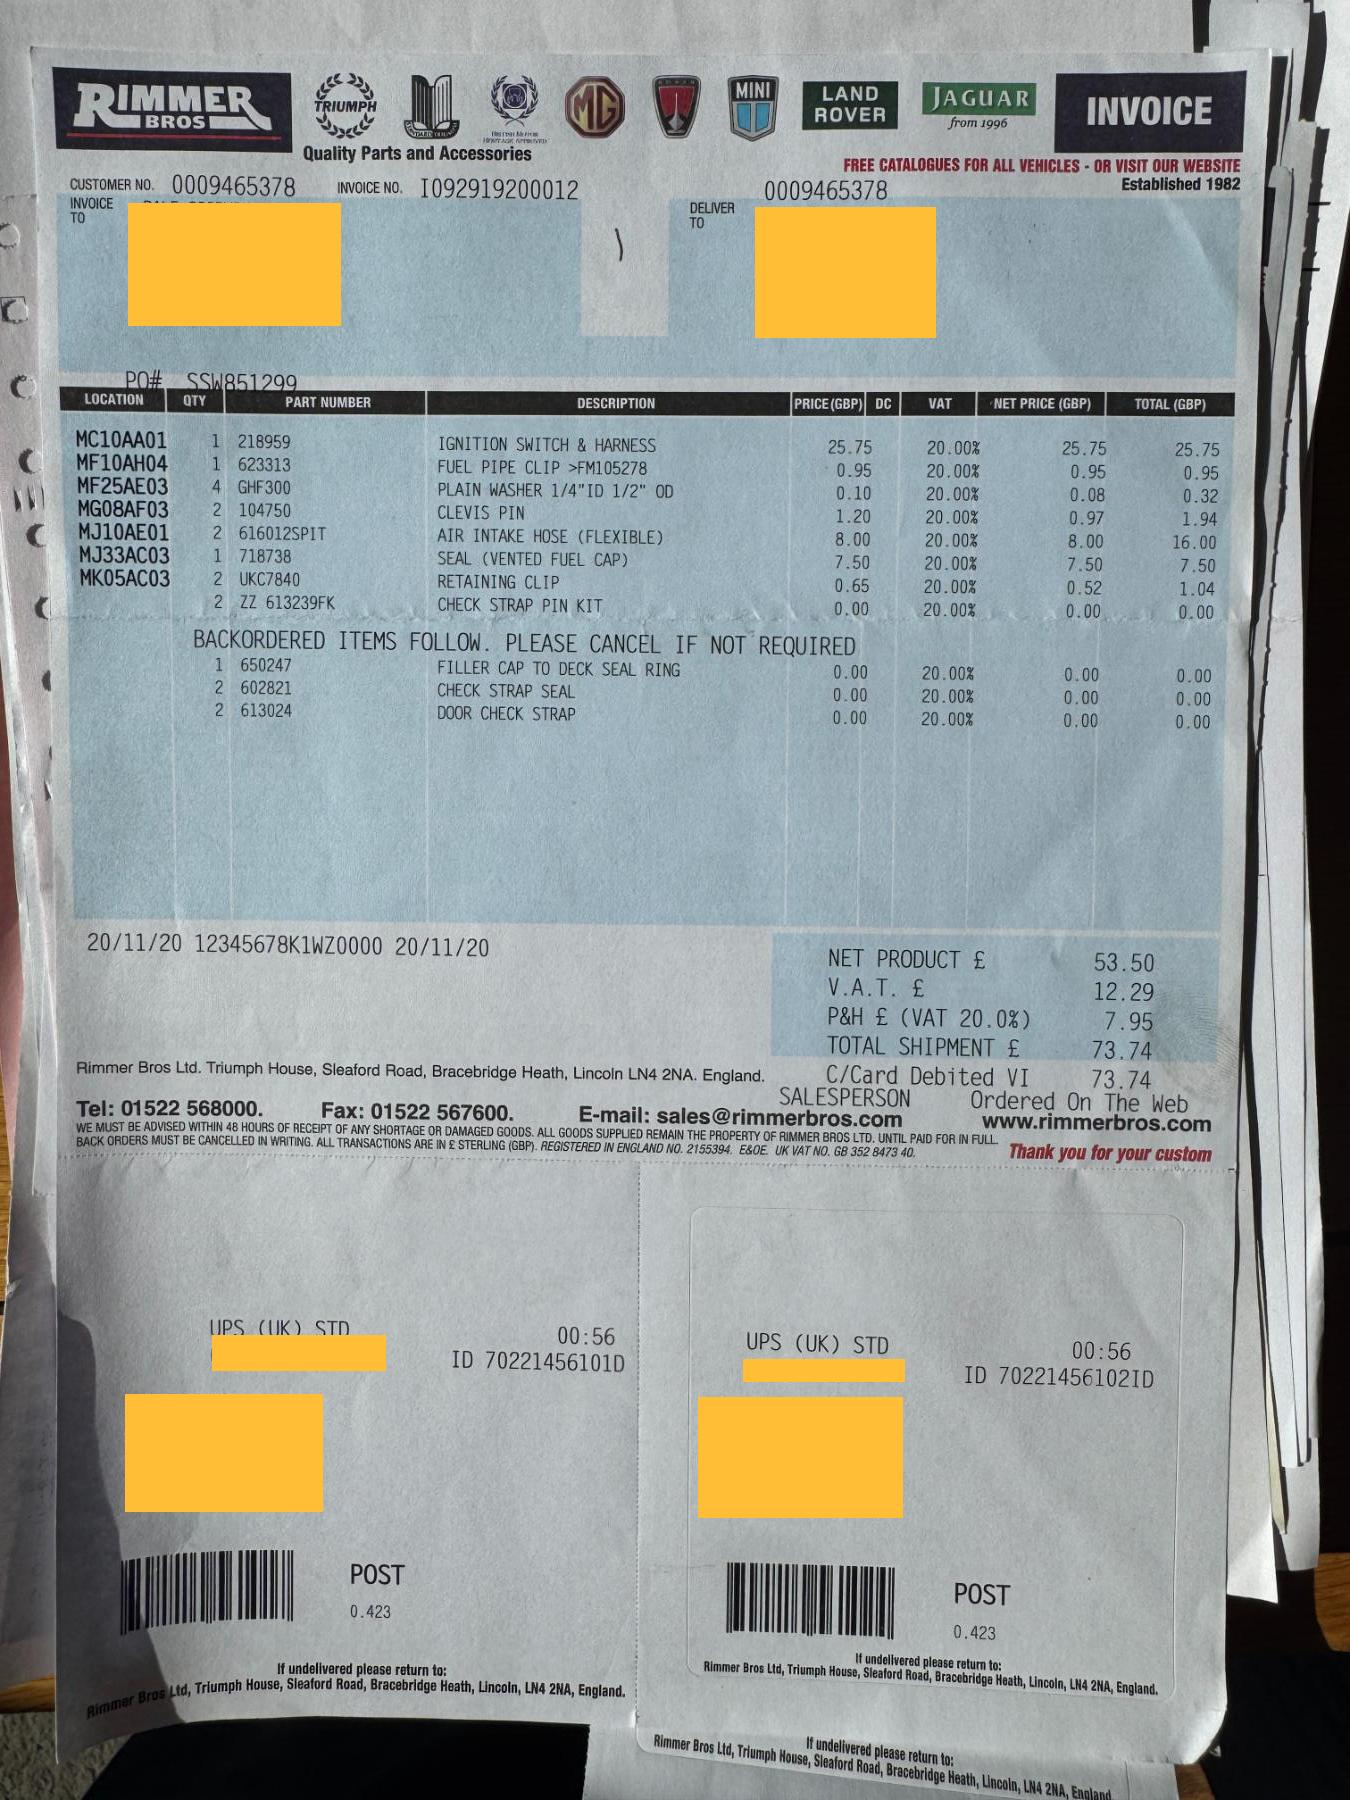 RIMMER BROS
TRIUMPH
MG
MINI
LAND ROVER
JAGUAR
from 1996
INVOICE
Quality Parts and Accessories
FREE CATALOGUES FOR ALL VEHICLES - OR VISIT OUR WEBSITE
Established 1982
CUSTOMER NO. 0009465378 INVOICE NO. I092919200012 0009465378
INVOICE TO
DELIVER TO
PO# SSW851299
LOCATION QTY PART NUMBER DESCRIPTION PRICE(GBP) DC VAT NET PRICE (GBP) TOTAL (GBP)
MC10AA01 1 218959 IGNITION SWITCH & HARNESS 25.75 20.00% 25.75 25.75
MF10AH04 1 623313 FUEL PIPE CLIP >FM105278 0.95 20.00% 0.95 0.95
MF25AE03 4 GHF300 PLAIN WASHER 1/4"ID 1/2" OD 0.10 20.00% 0.08 0.32
MG08AF03 2 104750 CLEVIS PIN 1.20 20.00% 0.97 1.94
MJ10AE01 2 616012SPIT AIR INTAKE HOSE (FLEXIBLE) 8.00 20.00% 8.00 16.00
MJ33AC03 1 718738 SEAL (VENTED FUEL CAP) 7.50 20.00% 7.50 7.50
MK05AC03 2 UKC7840 RETAINING CLIP 0.65 20.00% 0.52 1.04
2 ZZ 613239FK CHECK STRAP PIN KIT 0.00 20.00% 0.00 0.00
BACKORDERED ITEMS FOLLOW. PLEASE CANCEL IF NOT REQUIRED
1 650247 FILLER CAP TO DECK SEAL RING 0.00 20.00% 0.00 0.00
2 602821 CHECK STRAP SEAL 0.00 20.00% 0.00 0.00
2 613024 DOOR CHECK STRAP 0.00 20.00% 0.00 0.00
20/11/20 12345678K1WZ0000 20/11/20
NET PRODUCT £ 53.50
V.A.T. £ 12.29
P&H £ (VAT 20.0%) 7.95
TOTAL SHIPMENT £ 73.74
C/Card Debited VI 73.74
Rimmer Bros Ltd. Triumph House, Sleaford Road, Bracebridge Heath, Lincoln LN4 2NA. England.
SALESPERSON Ordered On The Web
Tel: 01522 568000. Fax: 01522 567600. E-mail: sales@rimmerbros.com www.rimmerbros.com
WE MUST BE ADVISED WITHIN 48 HOURS OF RECEIPT OF ANY SHORTAGE OR DAMAGED GOODS. ALL GOODS SUPPLIED REMAIN THE PROPERTY OF RIMMER BROS LTD. UNTIL PAID FOR IN FULL.
BACK ORDERS MUST BE CANCELLED IN WRITING. ALL TRANSACTIONS ARE IN £ STERLING (GBP). REGISTERED IN ENGLAND NO. 2155394. E&OE. UK VAT NO. GB 352 8473 40.
Thank you for your custom
UPS (UK) STD 00:56
ID 70221456101D
POST
0.423
If undelivered please return to:
Rimmer Bros Ltd, Triumph House, Sleaford Road, Bracebridge Heath, Lincoln, LN4 2NA, England.
UPS (UK) STD 00:56
ID 70221456102ID
POST
0.423
If undelivered please return to:
Rimmer Bros Ltd, Triumph House, Sleaford Road, Bracebridge Heath, Lincoln, LN4 2NA, England.
If undelivered please return to:
Rimmer Bros Ltd, Triumph House, Sleaford Road, Bracebridge Heath, Lincoln, LN4 2NA, England.